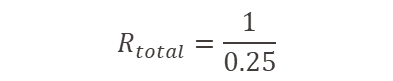 R_total = 1/0.25